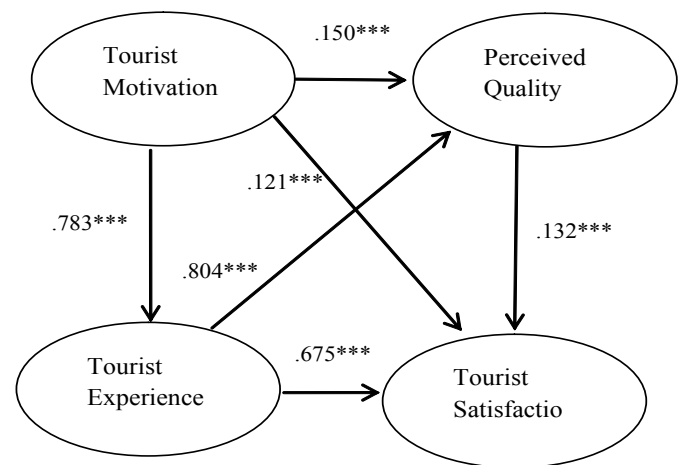 .150***
Tourist
Motivation
Perceived
Quality
.121***
.783***
.132***
.804***
.675***
Tourist
Experience
Tourist
Satisfactio